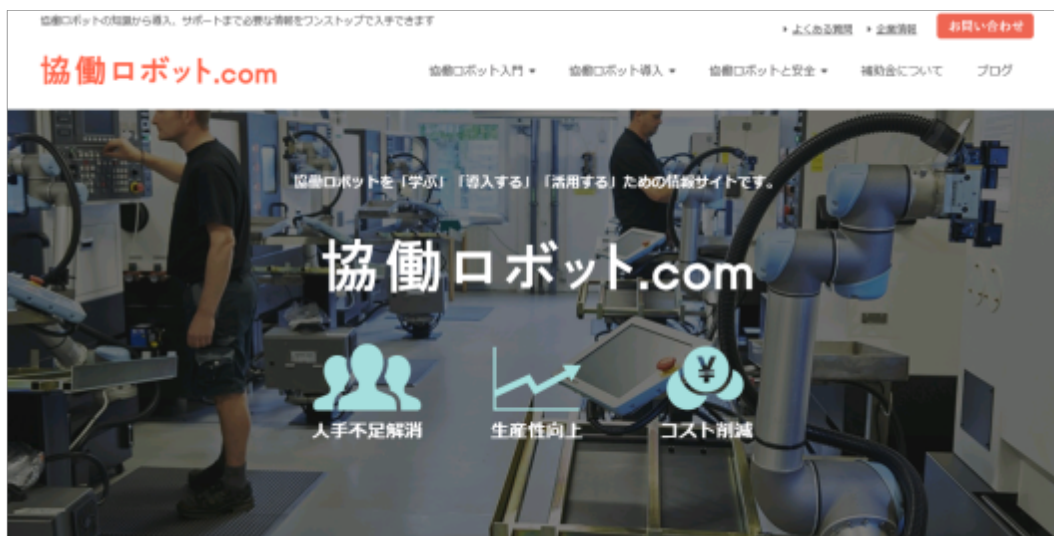 協働ロボットの知識から導入、サポートまで必要な情報をワンストップで入手できます
よくある質問 企業情報 お問い合わせ
協働ロボット.com
協働ロボット入門 協働ロボット導入 協働ロボットと安全 補助金について ブログ
協働ロボットを「学ぶ」「導入する」「活用する」ための情報サイトです。
協働ロボット.com
人手不足解消 生産性向上 コスト削減